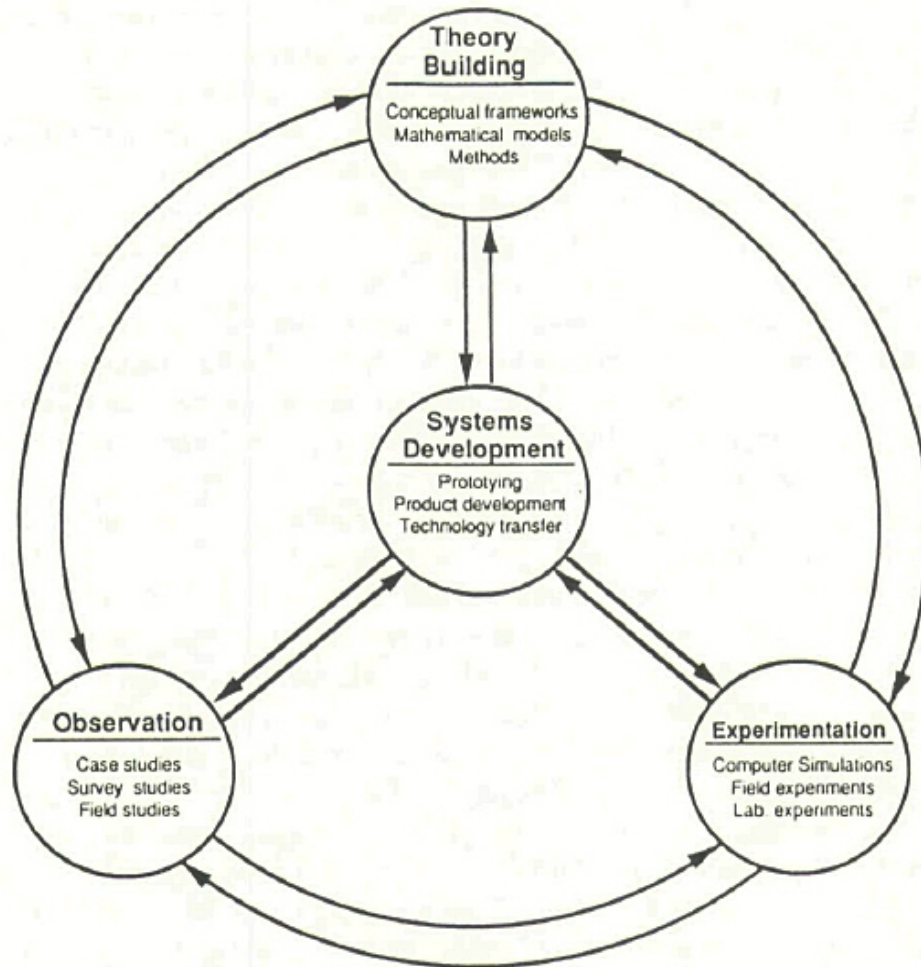 Theory
Building
Conceptual frameworks
Mathematical models
Methods
Systems
Development
Prototying
Product development
Technology transfer
Observation
Case studies
Survey studies
Field studies
Experimentation
Computer Simulations
Field experiments
Lab. experiments